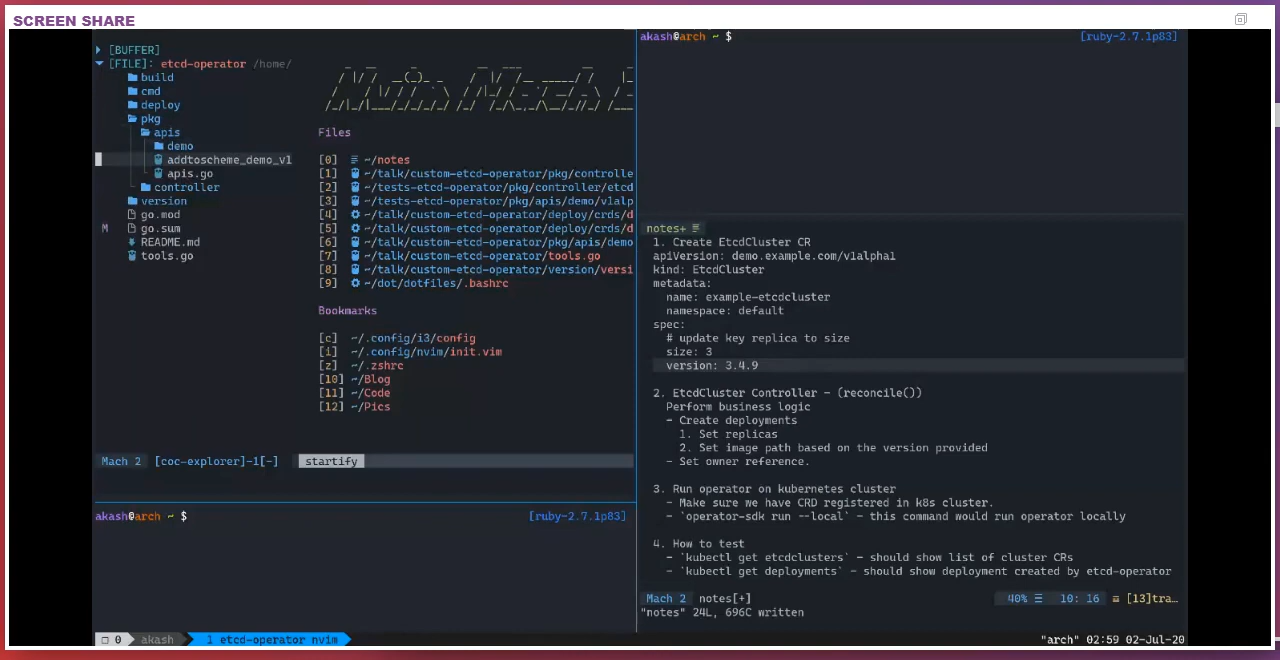 SCREEN SHARE
[BUFFER]
[FILE]: etcd-operator /home/
build
cmd
deploy
pkg
apis
demo
addtoscheme_demo_v1
apis.go
controller
version
go.mod
M go.sum
README.md
tools.go
Files
[0] ~/notes
[1] ~/talk/custom-etcd-operator/pkg/controlle
[2] ~/tests-etcd-operator/pkg/controller/etcd
[3] ~/tests-etcd-operator/pkg/apis/demo/v1alp
[4] ~/talk/custom-etcd-operator/deploy/crds/d
[5] ~/talk/custom-etcd-operator/deploy/crds/d
[6] ~/talk/custom-etcd-operator/pkg/apis/demo
[7] ~/talk/custom-etcd-operator/tools.go
[8] ~/talk/custom-etcd-operator/version/versi
[9] ~/dot/dotfiles/.bashrc
Bookmarks
[c] ~/.config/i3/config
[i] ~/.config/nvim/init.vim
[z] ~/.zshrc
[10] ~/Blog
[11] ~/Code
[12] ~/Pics
Mach 2 [coc-explorer]-1[-] startify
akash@arch ~ $ [ruby-2.7.1p83]
akash@arch ~ $ [ruby-2.7.1p83]
notes+
1. Create EtcdCluster CR
apiVersion: demo.example.com/v1alpha1
kind: EtcdCluster
metadata:
name: example-etcdcluster
namespace: default
spec:
# update key replica to size
size: 3
version: 3.4.9
2. EtcdCluster Controller - (reconcile())
Perform business logic
- Create deployments
1. Set replicas
2. Set image path based on the version provided
- Set owner reference.
3. Run operator on kubernetes cluster
- Make sure we have CRD registered in k8s cluster.
- `operator-sdk run --local` - this command would run operator locally
4. How to test
- `kubectl get etcdclusters` - should show list of cluster CRs
- `kubectl get deployments` - should show deployment created by etcd-operator
Mach 2 notes[+] 40% ☰ 10: 16 [13]tra…
"notes" 24L, 696C written
0 akash 1 etcd-operator nvim "arch" 02:59 02-Jul-20